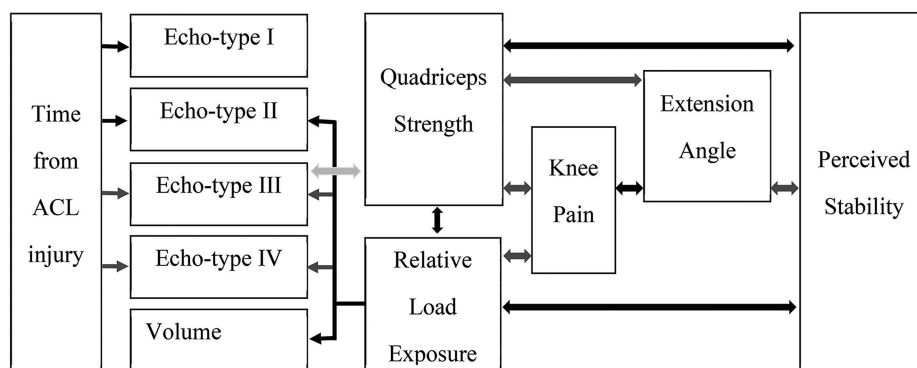 Time
from
ACL
injury
Echo-type I
Echo-type II
Echo-type III
Echo-type IV
Volume
Quadriceps
Strength
Relative
Load
Exposure
Knee
Pain
Extension
Angle
Perceived
Stability